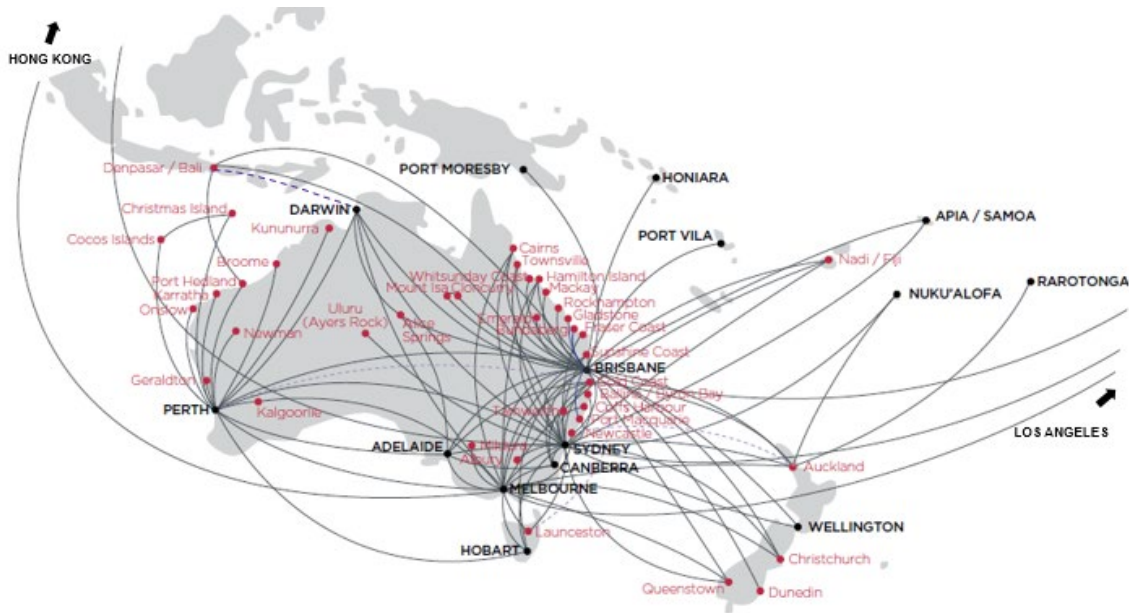 HONG KONG
Denpasar / Bali
PORT MORESBY
HONIARA
Christmas Island
DARWIN
APIA / SAMOA
Cocos Islands
Kununurra
PORT VILA
Cairns
Townsville
Nadi / Fiji
Broome
Whitsunday Coast
Hamilton Island
Port Hedland
Mount Isa
Cloncurry
Mackay
RAROTONGA
Karratha
NUKU'ALOFA
Onslow
Uluru
(Ayers Rock)
Alice
Springs
Rockhampton
Emerald
Gladstone
Bundaberg
Fraser Coast
Newman
Sunshine Coast
BRISBANE
Geraldton
Gold Coast
Ballina / Byron Bay
PERTH
Kalgoorlie
Tamworth
Coffs Harbour
Port Macquarie
Newcastle
LOS ANGELES
ADELAIDE
Mildura
SYDNEY
Albury
CANBERRA
Auckland
MELBOURNE
WELLINGTON
Launceston
HOBART
Christchurch
Queenstown
Dunedin